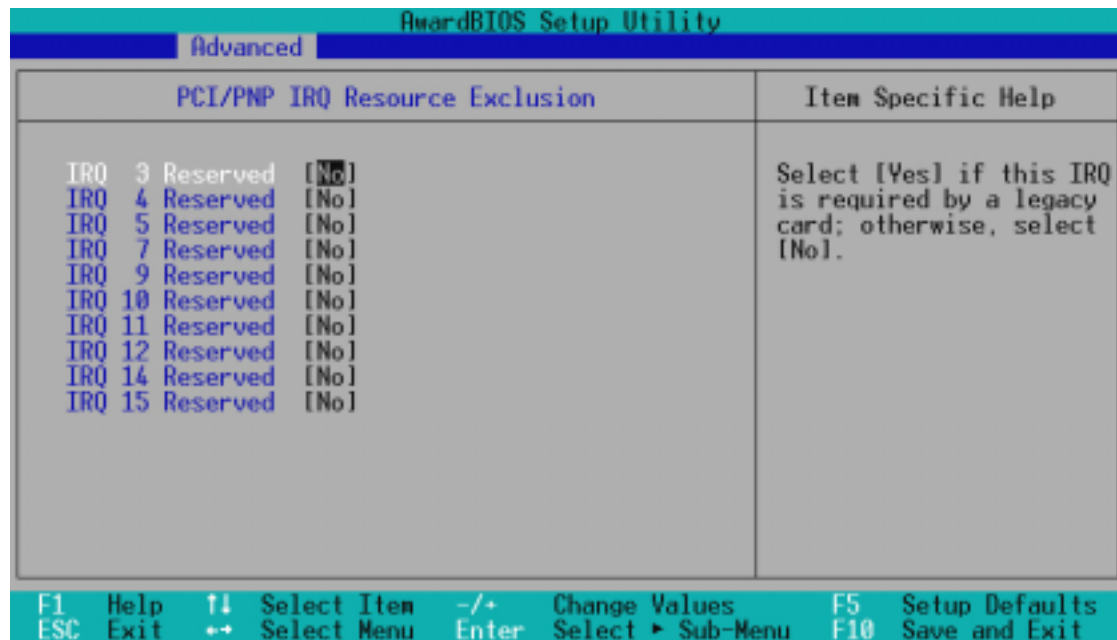 AwardBIOS Setup Utility
Advanced
PCI/PNP IRQ Resource Exclusion
IRQ 3 Reserved [No]
IRQ 4 Reserved [No]
IRQ 5 Reserved [No]
IRQ 7 Reserved [No]
IRQ 9 Reserved [No]
IRQ 10 Reserved [No]
IRQ 11 Reserved [No]
IRQ 12 Reserved [No]
IRQ 14 Reserved [No]
IRQ 15 Reserved [No]
Item Specific Help
Select [Yes] if this IRQ
is required by a legacy
card; otherwise, select
[No].
F1 Help ↑↓ Select Item -/+ Change Values F5 Setup Defaults
ESC Exit ←→ Select Menu Enter Select ► Sub-Menu F10 Save and Exit